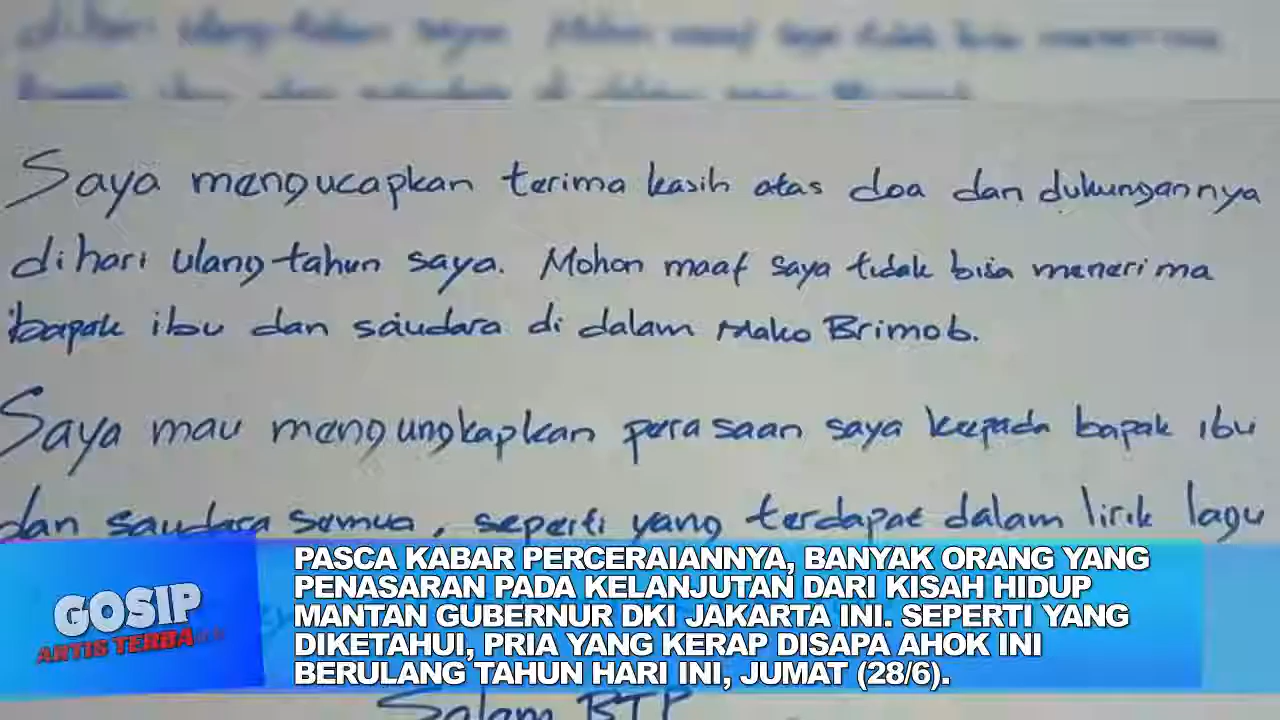 Saya mengucapkan terima kasih atas doa dan dukungannya
dihari ulang tahun saya. Mohon maaf saya tidak bisa menerima
bapak ibu dan saudara di dalam Mako Brimob.
Saya mau mengungkapkan perasaan saya kepada bapak ibu
dan saudara semua, seperti yang terdapat dalam lirik lagu
GOSIP
ARTIS TERBA
PASCA KABAR PERCERAIANNYA, BANYAK ORANG YANG
PENASARAN PADA KELANJUTAN DARI KISAH HIDUP
MANTAN GUBERNUR DKI JAKARTA INI. SEPERTI YANG
DIKETAHUI, PRIA YANG KERAP DISAPA AHOK INI
BERULANG TAHUN HARI INI, JUMAT (28/6).
Salam BTP